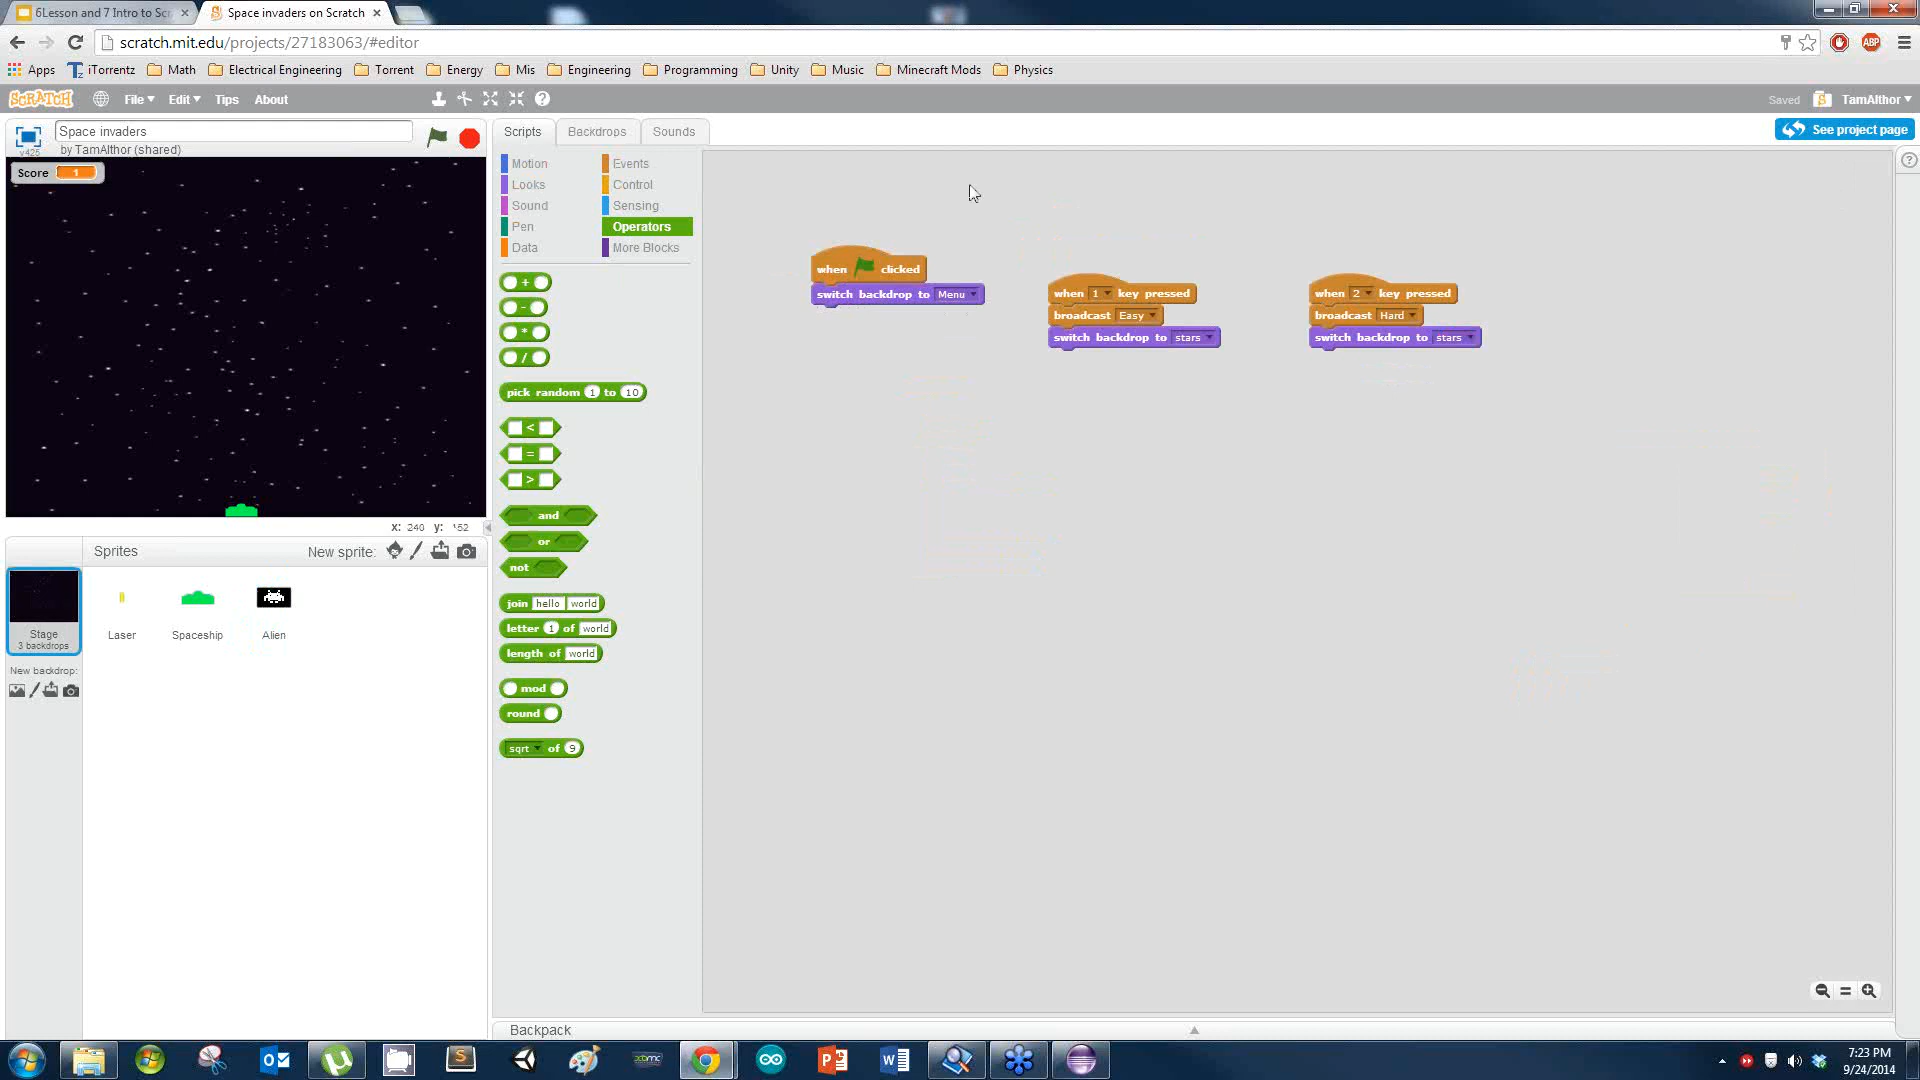 6Lesson and 7 Intro to Scr
Space invaders on Scratch
scratch.mit.edu/projects/27183063/#editor
ABP
Apps
iTorrentz
Math
Electrical Engineering
Torrent
Energy
Mis
Engineering
Programming
Unity
Music
Minecraft Mods
Physics
SCRATCH
File
Edit
Tips
About
Saved
TamAlthor
Space invaders
by TamAlthor (shared)
v425
Scripts
Backdrops
Sounds
See project page
Score 1
Motion
Looks
Sound
Pen
Data
Events
Control
Sensing
Operators
More Blocks
+
-
*
/
pick random 1 to 10
<
=
>
and
or
not
join hello world
letter 1 of world
length of world
mod
round
sqrt of 9
when clicked
switch backdrop to Menu
when 1 key pressed
broadcast Easy
switch backdrop to stars
when 2 key pressed
broadcast Hard
switch backdrop to stars
x: 240 y:
Sprites
New sprite:
Stage
3 backdrops
New backdrop:
Laser
Spaceship
Alien
Backpack
xbmc
7:23 PM
9/24/2014